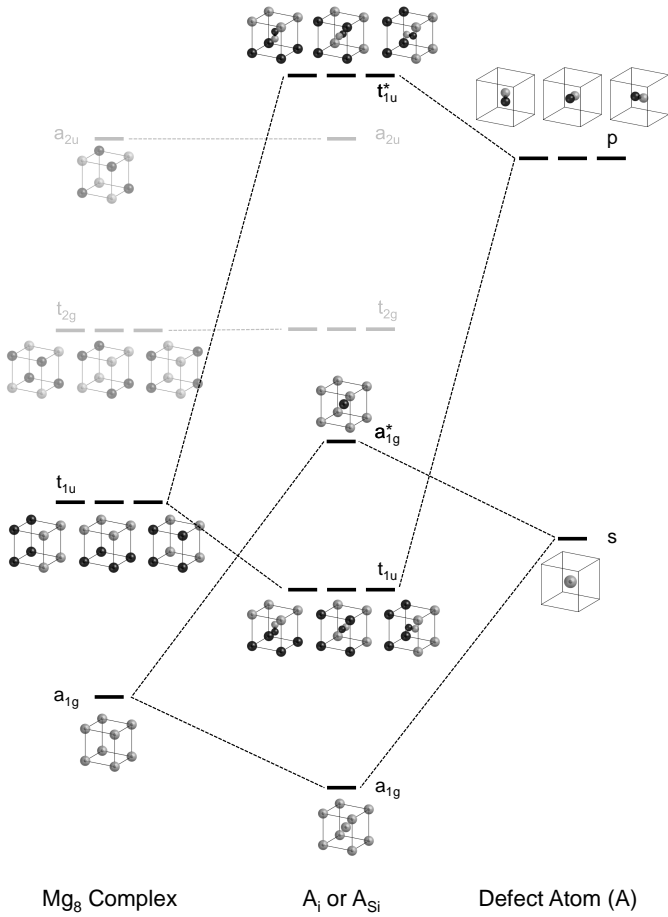 t*1u
a2u
a2u
p
t2g
t2g
a*1g
t1u
s
t1u
a1g
a1g
Mg8 Complex
Ai or ASi
Defect Atom (A)